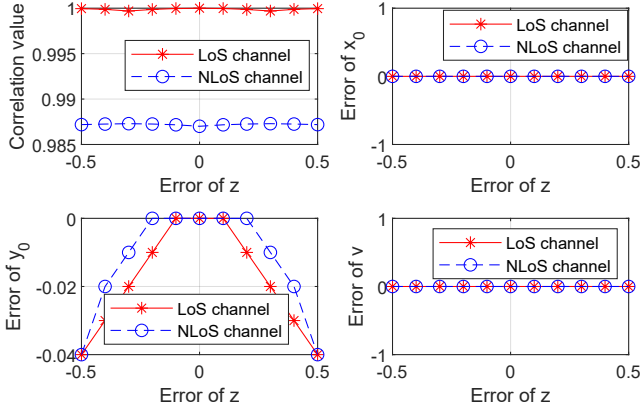 Correlation value
1
0.995
0.99
0.985
LoS channel
NLoS channel
-0.5
0
0.5
Error of z
Error of x_0
1
0
-1
LoS channel
NLoS channel
-0.5
0
0.5
Error of z
Error of y_0
0
-0.02
-0.04
LoS channel
NLoS channel
-0.5
0
0.5
Error of z
Error of v
1
0
-1
LoS channel
NLoS channel
-0.5
0
0.5
Error of z